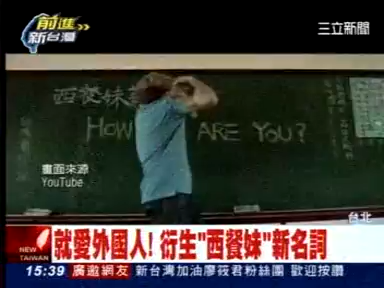 前進
新台灣
三立新聞
西餐妹
HOW ARE YOU?
畫面來源
YouTube
台北
NEW
TAIWAN
就愛外國人! 衍生"西餐妹"新名詞
15:39 廣邀網友 新台灣加油廖筱君粉絲團 歡迎按讚